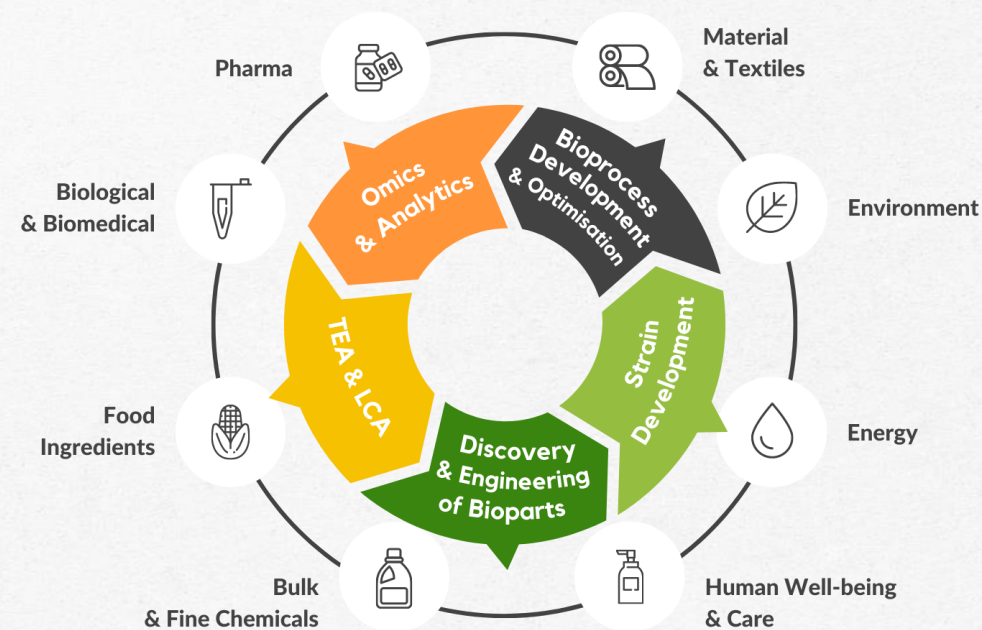 Material
& Textiles
Pharma
Bioprocess
Development
& Optimisation
Omics
& Analytics
Biological
& Biomedical
Environment
Strain
Development
TEA & LCA
Food
Ingredients
Energy
Discovery
& Engineering
of Bioparts
Bulk
& Fine Chemicals
Human Well-being
& Care